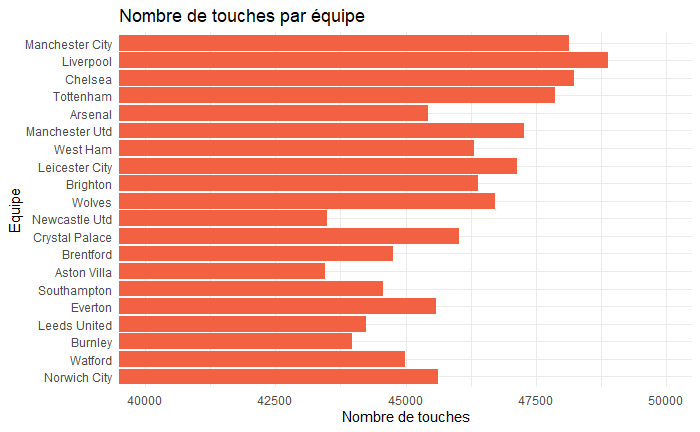 Nombre de touches par équipe
Manchester City
Liverpool
Chelsea
Tottenham
Arsenal
Manchester Utd
West Ham
Leicester City
Brighton
Wolves
Newcastle Utd
Crystal Palace
Brentford
Aston Villa
Southampton
Everton
Leeds United
Burnley
Watford
Norwich City
Equipe
40000 42500 45000 47500 50000
Nombre de touches